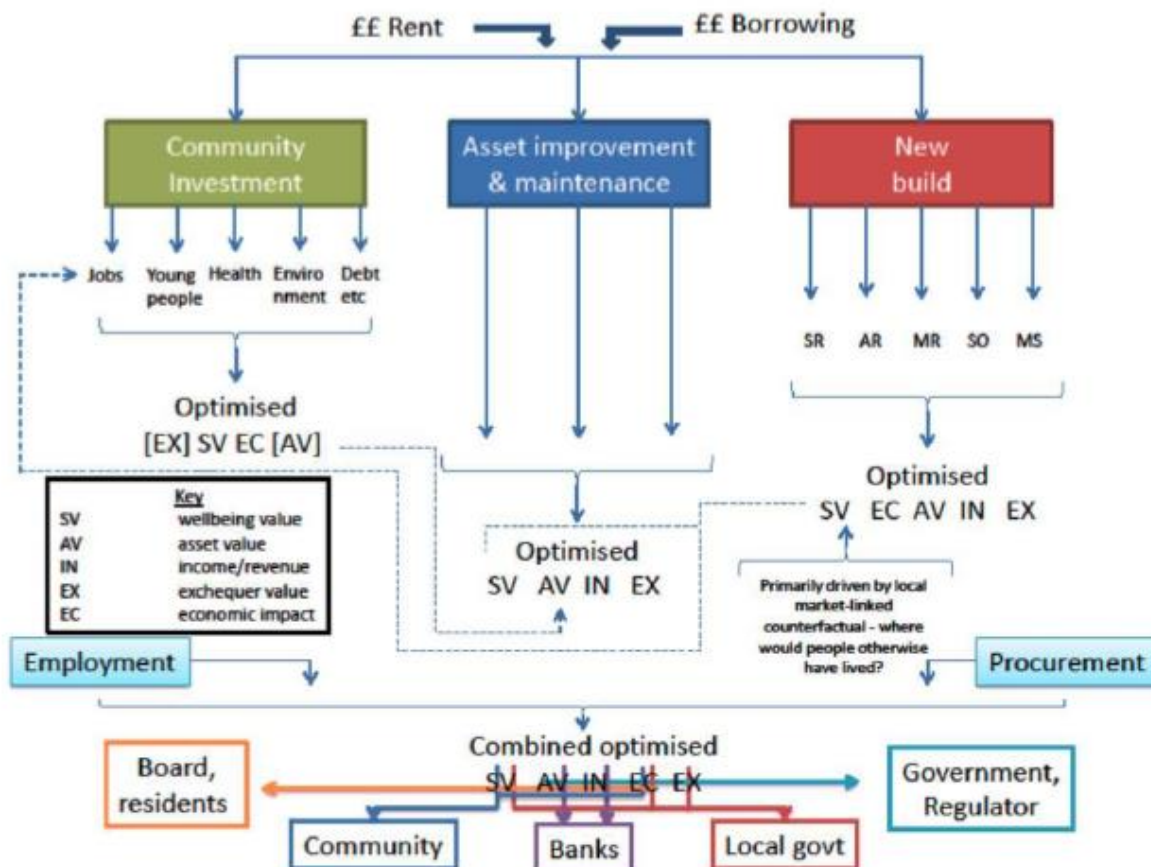 ££ Rent
££ Borrowing
Community
Investment
Asset improvement
& maintenance
New
build
Jobs
Young
people
Health
Enviro
nment
Debt
etc
SR AR MR SO MS
Optimised
[EX] SV EC [AV]
Optimised
SV EC AV IN EX
Key
SV wellbeing value
AV asset value
IN income/revenue
EX exchequer value
EC economic impact
Optimised
SV AV IN EX
Primarily driven by local
market-linked
counterfactual - where
would people otherwise
have lived?
Employment
Procurement
Combined optimised
SV AV IN EC EX
Board,
residents
Government,
Regulator
Community
Banks
Local govt